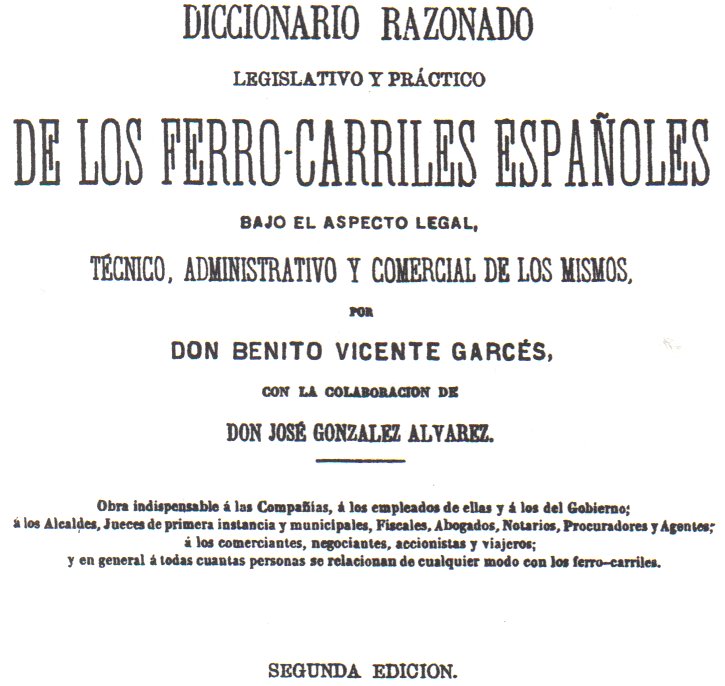 DICCIONARIO RAZONADO
LEGISLATIVO Y PRÁCTICO
DE LOS FERRO-CARRILES ESPAÑOLES
BAJO EL ASPECTO LEGAL,
TÉCNICO, ADMINISTRATIVO Y COMERCIAL DE LOS MISMOS,
POR
DON BENITO VICENTE GARCÉS,
CON LA COLABORACION DE
DON JOSÉ GONZALEZ ALVAREZ.
Obra indispensable á las Compañías, á los empleados de ellas y á los del Gobierno;
á los Alcaldes, Jueces de primera instancia y municipales, Fiscales, Abogados, Notarios, Procuradores y Agentes;
á los comerciantes, negociantes, accionistas y viajeros;
y en general á todas cuantas personas se relacionan de cualquier modo con los ferro-carriles.
SEGUNDA EDICION.